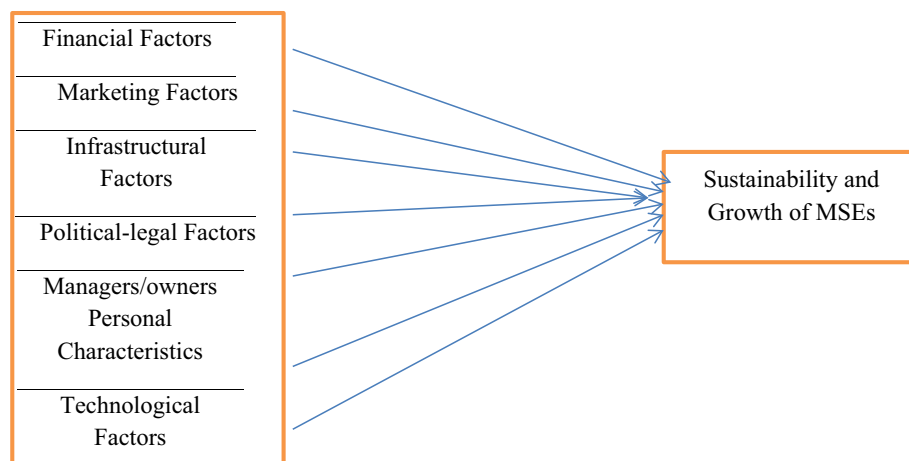 Financial Factors
Marketing Factors
Infrastructural
Factors
Political-legal Factors
Managers/owners
Personal
Characteristics
Technological
Factors
Sustainability and
Growth of MSEs